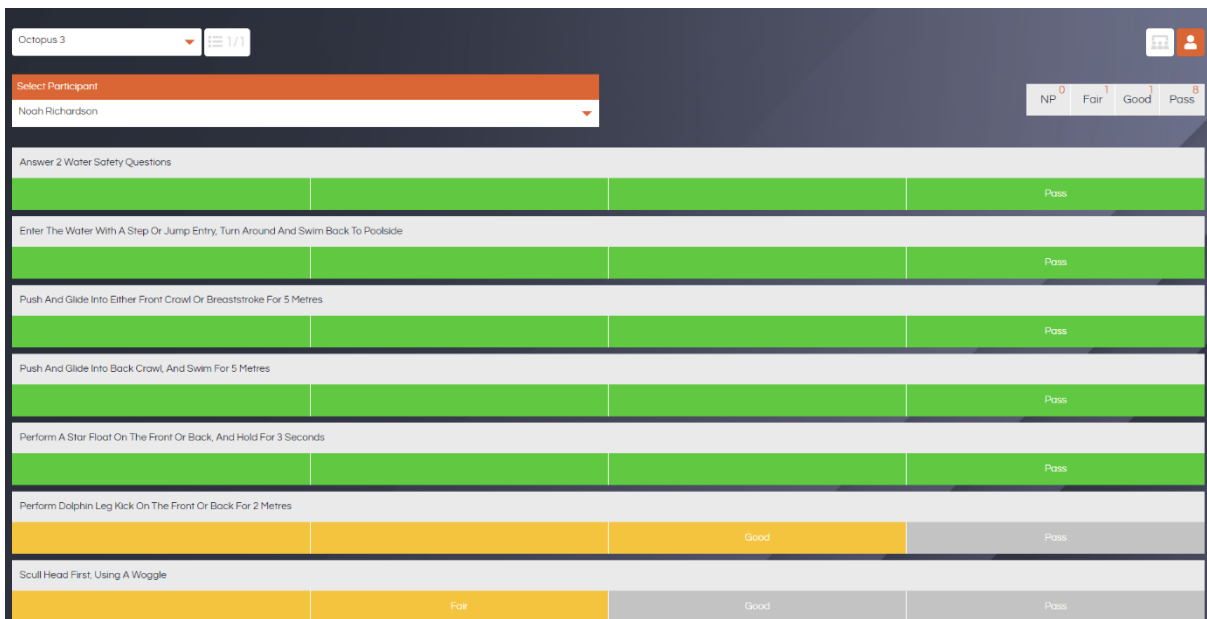 Octopus 3
1/1
Select Participant
Noah Richardson
NP 0 Fair 1 Good 1 Pass 8
Answer 2 Water Safety Questions
Pass
Enter The Water With A Step Or Jump Entry, Turn Around And Swim Back To Poolside
Pass
Push And Glide Into Either Front Crawl Or Breaststroke For 5 Metres
Pass
Push And Glide Into Back Crawl, And Swim For 5 Metres
Pass
Perform A Star Float On The Front Or Back, And Hold For 3 Seconds
Pass
Perform Dolphin Leg Kick On The Front Or Back For 2 Metres
Good Pass
Scull Head First, Using A Woggle
Fair Good Pass